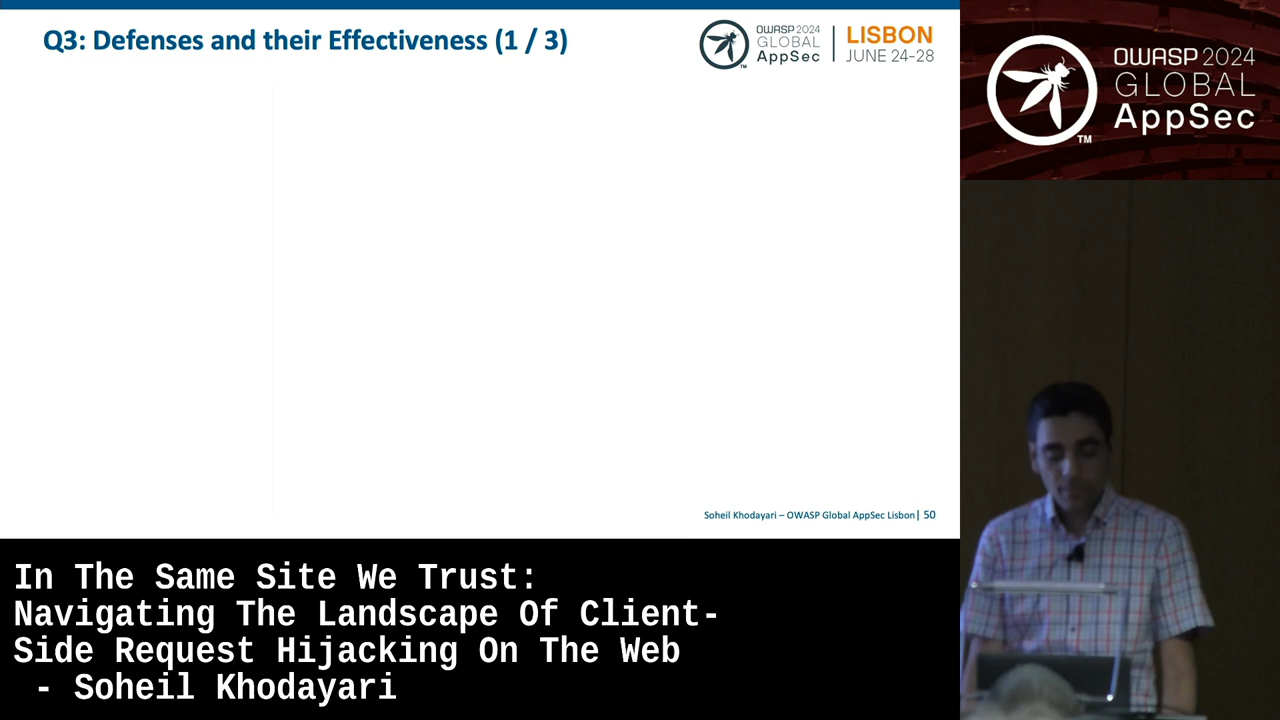 Q3: Defenses and their Effectiveness (1 / 3)
OWASP 2024
GLOBAL
AppSec
TM
LISBON
JUNE 24-28
OWASP 2024
GLOBAL
AppSec
TM
Soheil Khodayari – OWASP Global AppSec Lisbon | 50
In The Same Site We Trust:
Navigating The Landscape Of Client-
Side Request Hijacking On The Web
- Soheil Khodayari